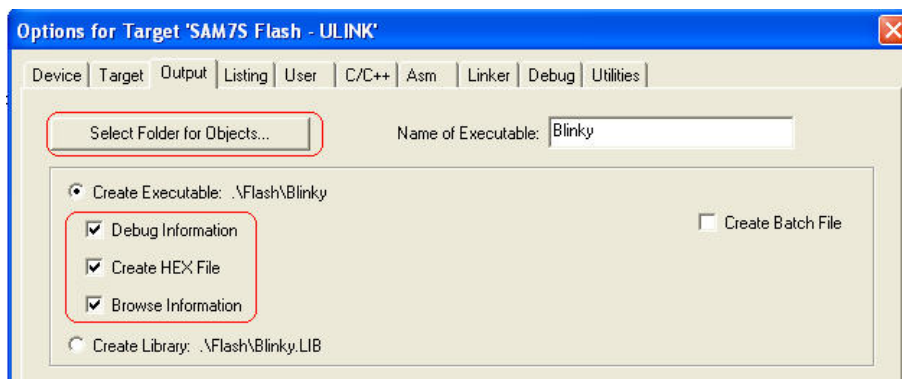 Options for Target 'SAM7S Flash - ULINK'
Device Target Output Listing User C/C++ Asm Linker Debug Utilities
Select Folder for Objects... Name of Executable: Blinky
Create Executable: .\Flash\Blinky
Debug Information Create Batch File
Create HEX File
Browse Information
Create Library: .\Flash\Blinky.LIB